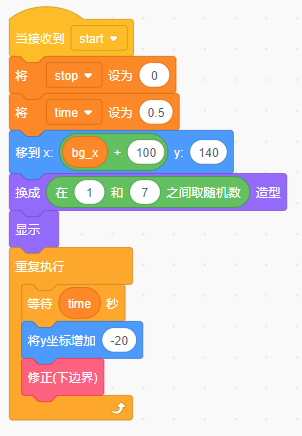 当接收到 start
将 stop 设为 0
将 time 设为 0.5
移到 x: bg_x + 100 y: 140
换成 在 1 和 7 之间取随机数 造型
显示
重复执行
等待 time 秒
将y坐标增加 -20
修正(下边界)